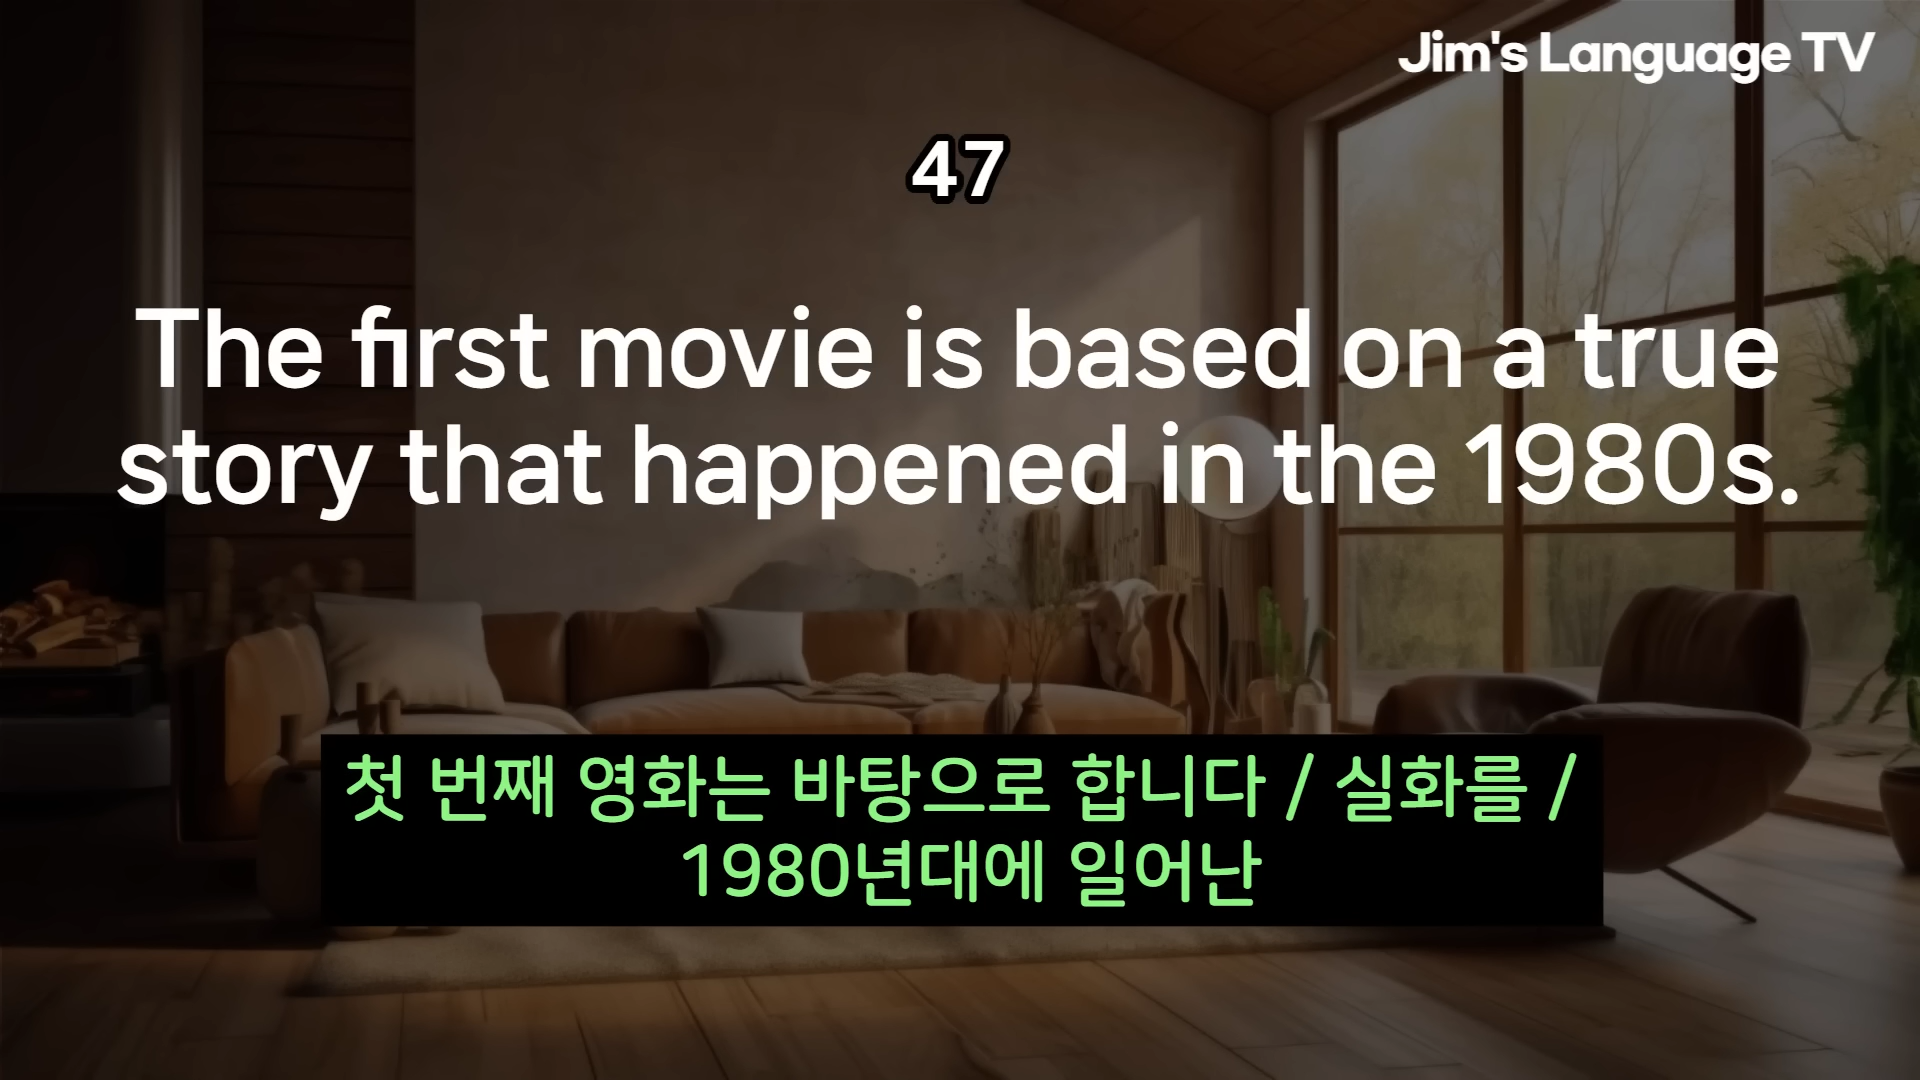 Jim's Language TV
47
The first movie is based on a true
story that happened in the 1980s.
첫 번째 영화는 바탕으로 합니다 / 실화를 /
1980년대에 일어난